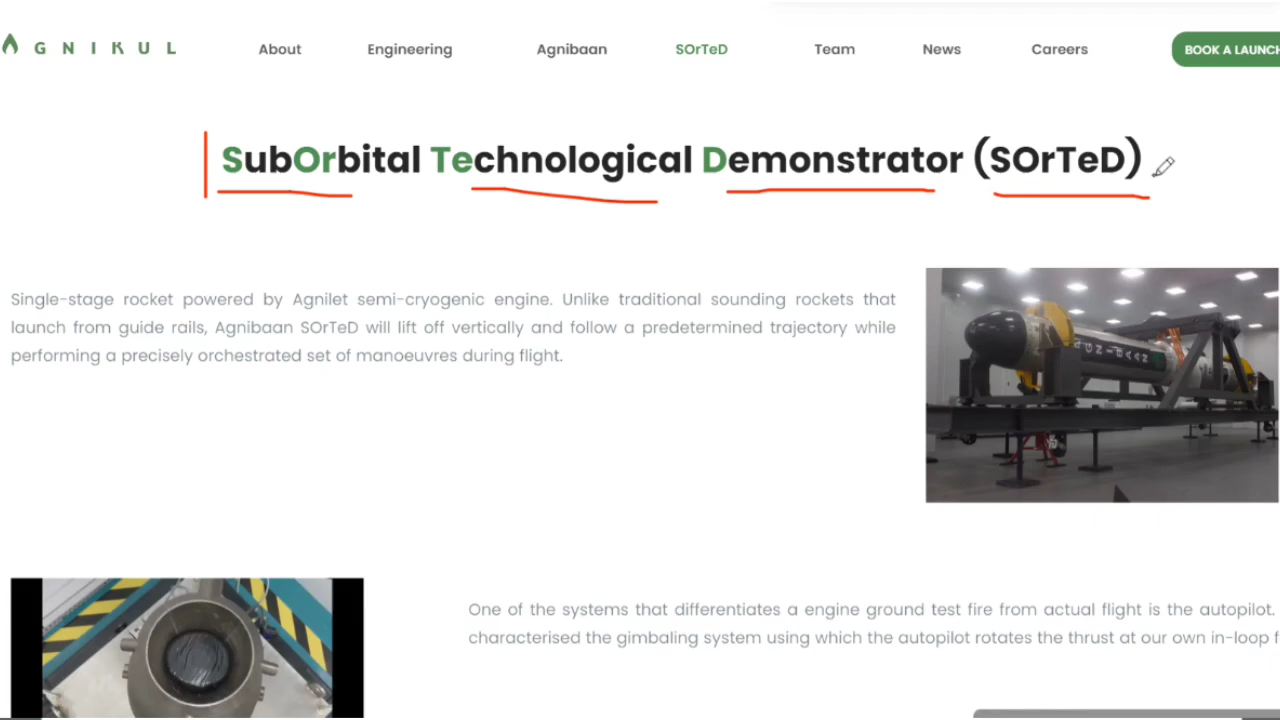 AGNIKUL
About Engineering Agnibaan SOrTeD Team News Careers BOOK A LAUNCH
SubOrbital Technological Demonstrator (SOrTeD)
Single-stage rocket powered by Agnilet semi-cryogenic engine. Unlike traditional sounding rockets that
launch from guide rails, Agnibaan SOrTeD will lift off vertically and follow a predetermined trajectory while
performing a precisely orchestrated set of manoeuvres during flight.
AGNIBAAN
One of the systems that differentiates a engine ground test fire from actual flight is the autopilot.
characterised the gimbaling system using which the autopilot rotates the thrust at our own in-loop f